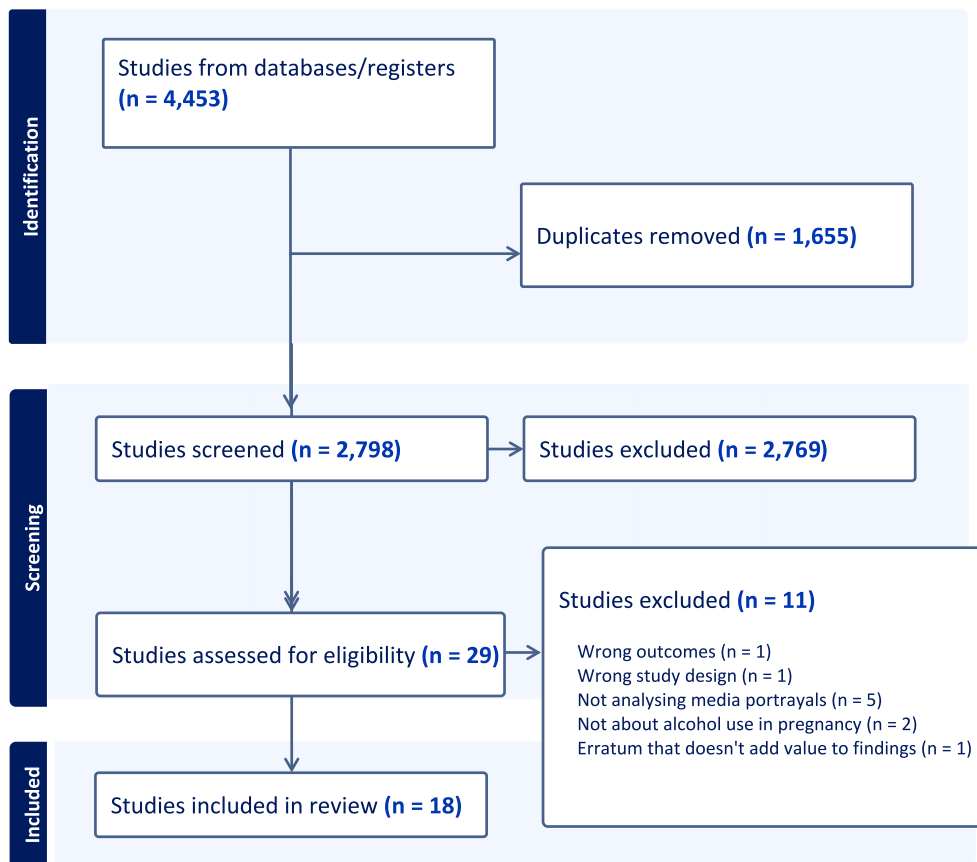 Identification
Studies from databases/registers
(n = 4,453)
Duplicates removed (n = 1,655)
Screening
Studies screened (n = 2,798)
Studies excluded (n = 2,769)
Studies assessed for eligibility (n = 29)
Studies excluded (n = 11)
Wrong outcomes (n = 1)
Wrong study design (n = 1)
Not analysing media portrayals (n = 5)
Not about alcohol use in pregnancy (n = 2)
Erratum that doesn't add value to findings (n = 1)
Included
Studies included in review (n = 18)